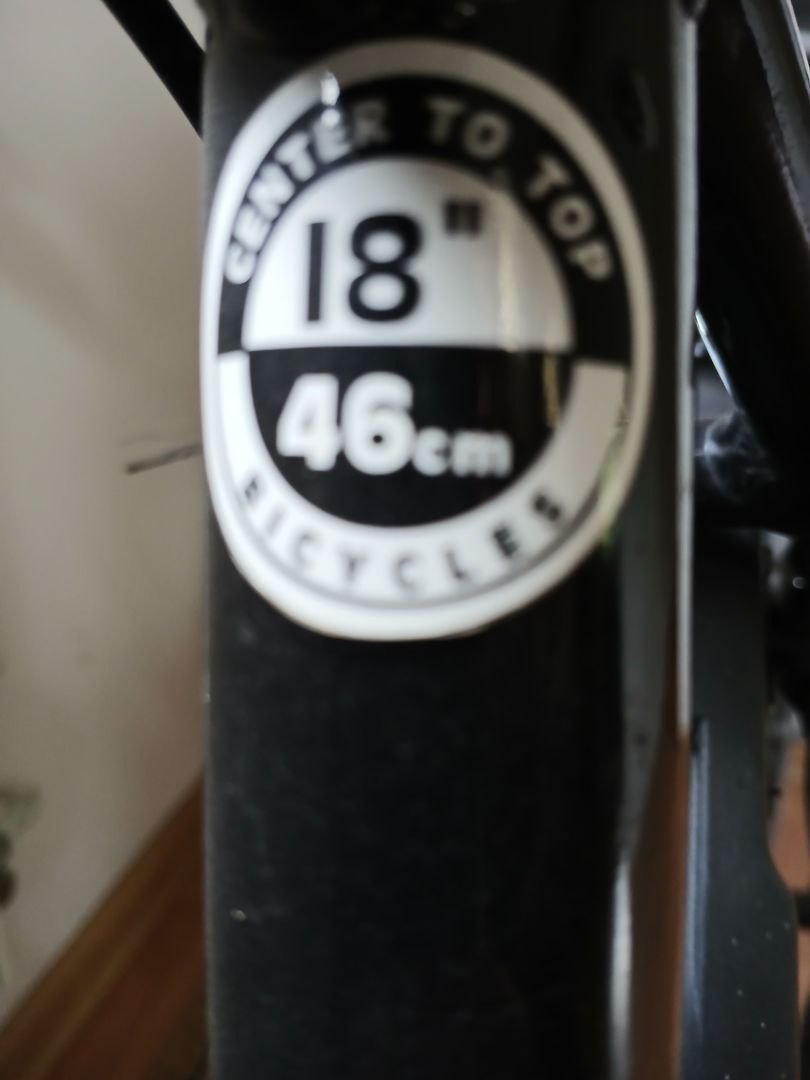 CENTER TO TOP
18"
46cm
BICYCLES